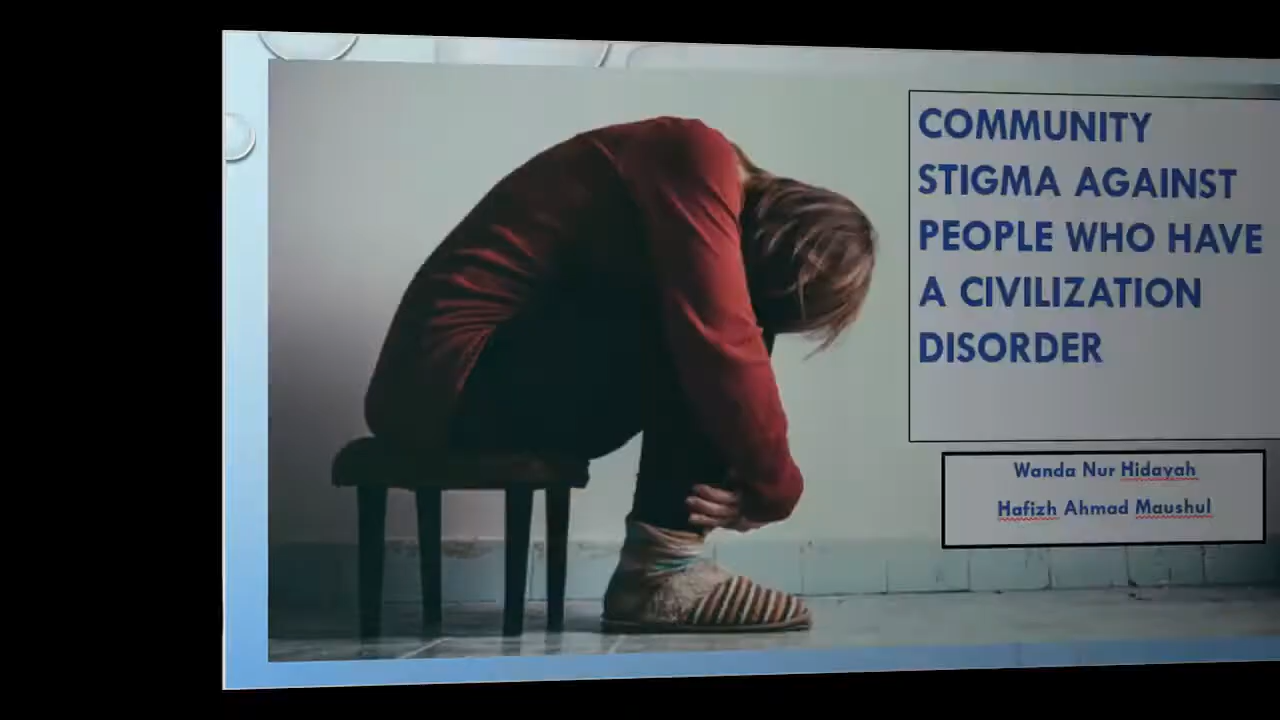 COMMUNITY
STIGMA AGAINST
PEOPLE WHO HAVE
A CIVILIZATION
DISORDER
Wanda Nur Hidayah
Hafizh Ahmad Maushul